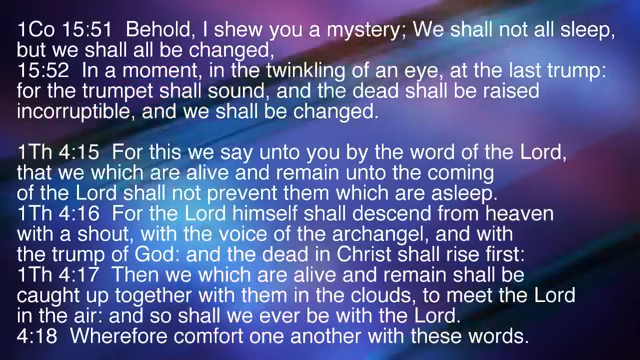 1Co 15:51  Behold, I shew you a mystery; We shall not all sleep,
but we shall all be changed,
15:52  In a moment, in the twinkling of an eye, at the last trump:
for the trumpet shall sound, and the dead shall be raised
incorruptible, and we shall be changed.
1Th 4:15  For this we say unto you by the word of the Lord,
that we which are alive and remain unto the coming
of the Lord shall not prevent them which are asleep.
1Th 4:16  For the Lord himself shall descend from heaven
with a shout, with the voice of the archangel, and with
the trump of God: and the dead in Christ shall rise first:
1Th 4:17  Then we which are alive and remain shall be
caught up together with them in the clouds, to meet the Lord
in the air: and so shall we ever be with the Lord.
4:18  Wherefore comfort one another with these words.